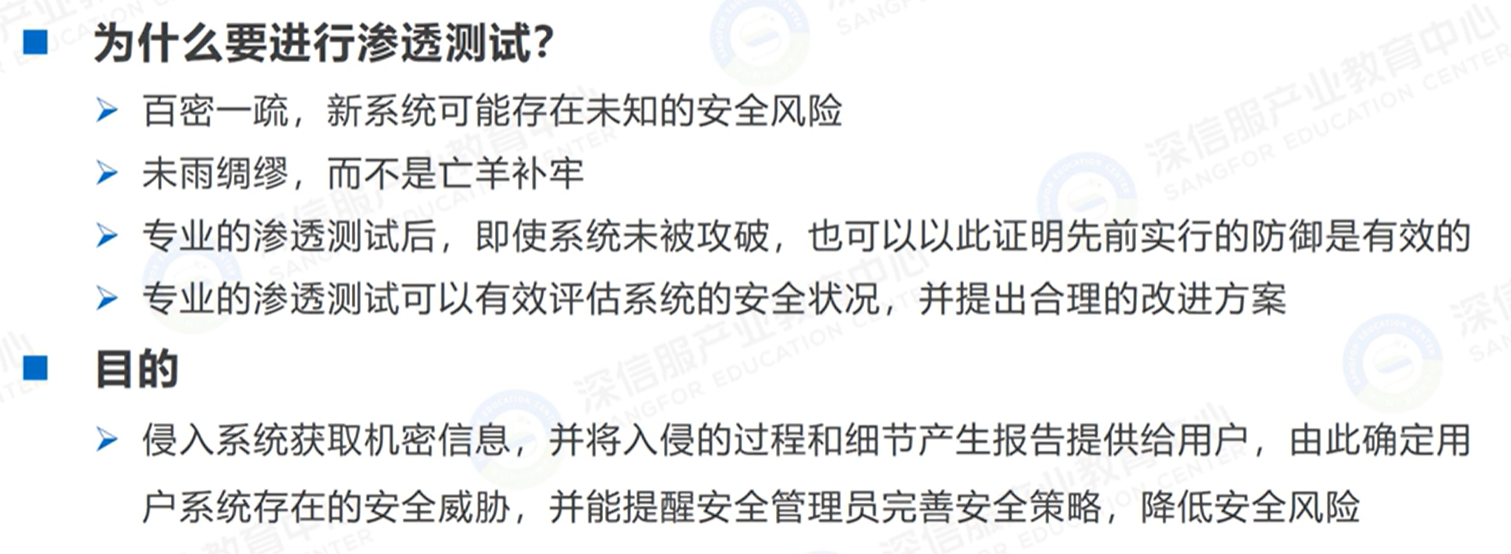 为什么要进行渗透测试？
百密一疏，新系统可能存在未知的安全风险
未雨绸缪，而不是亡羊补牢
专业的渗透测试后，即使系统未被攻破，也可以以此证明先前实行的防御是有效的
专业的渗透测试可以有效评估系统的安全状况，并提出合理的改进方案
目的
侵入系统获取机密信息，并将入侵的过程和细节产生报告提供给用户，由此确定用
户系统存在的安全威胁，并能提醒安全管理员完善安全策略，降低安全风险
深信服产业教育中心
SANGFOR EDUCATION CENTER